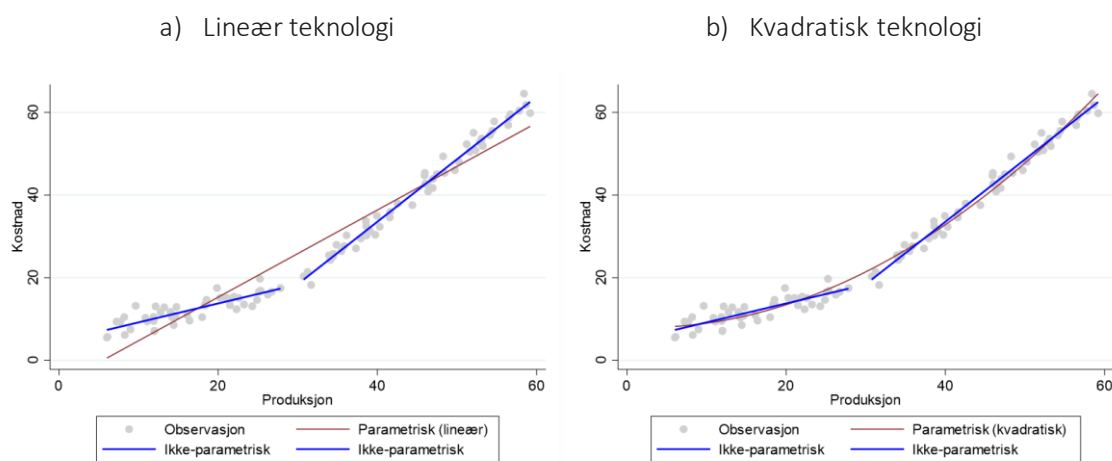 a) Lineær teknologi
b) Kvadratisk teknologi
Kostnad
60
40
20
0
0 20 40 60
Produksjon
Observasjon Parametrisk (lineær)
Ikke-parametrisk Ikke-parametrisk
Kostnad
60
40
20
0
0 20 40 60
Produksjon
Observasjon Parametrisk (kvadratisk)
Ikke-parametrisk Ikke-parametrisk